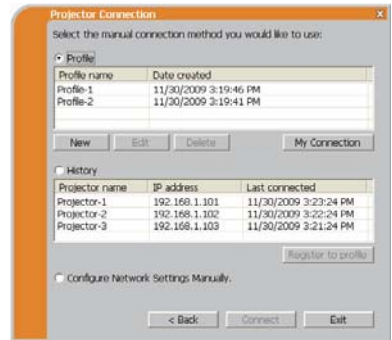 Projector Connection
Select the manual connection method you would like to use:
Profile
Profile name Date created
Profile-1 11/30/2009 3:19:46 PM
Profile-2 11/30/2009 3:19:41 PM
New Edit Delete My Connection
History
Projector name IP address Last connected
Projector-1 192.168.1.101 11/30/2009 3:23:24 PM
Projector-2 192.168.1.102 11/30/2009 3:22:24 PM
Projector-3 192.168.1.103 11/30/2009 3:21:24 PM
Register to profile
Configure Network Settings Manually.
< Back Connect Exit